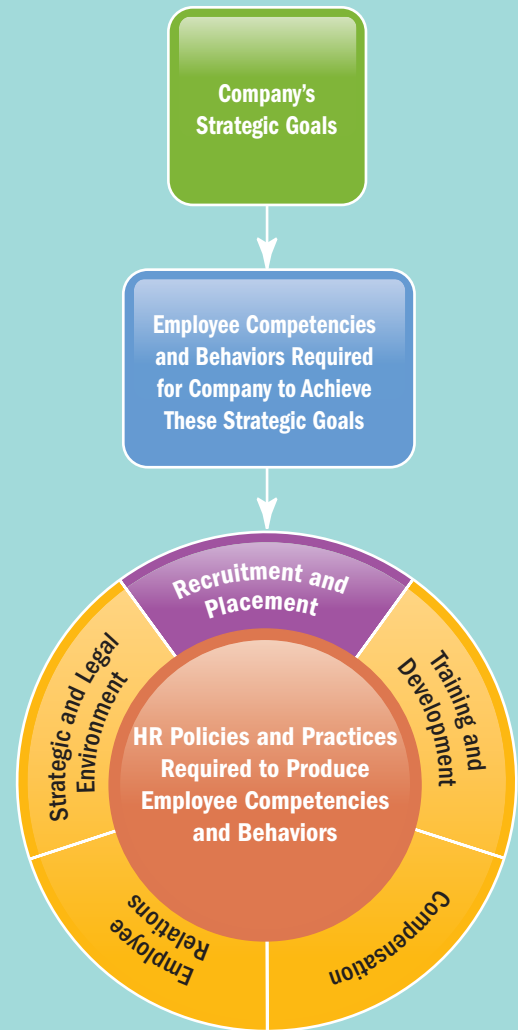 Company's
Strategic Goals
Employee Competencies
and Behaviors Required
for Company to Achieve
These Strategic Goals
Recruitment and
Placement
Training and
Development
Compensation
Employee
Relations
Strategic and Legal
Environment
HR Policies and Practices
Required to Produce
Employee Competencies
and Behaviors